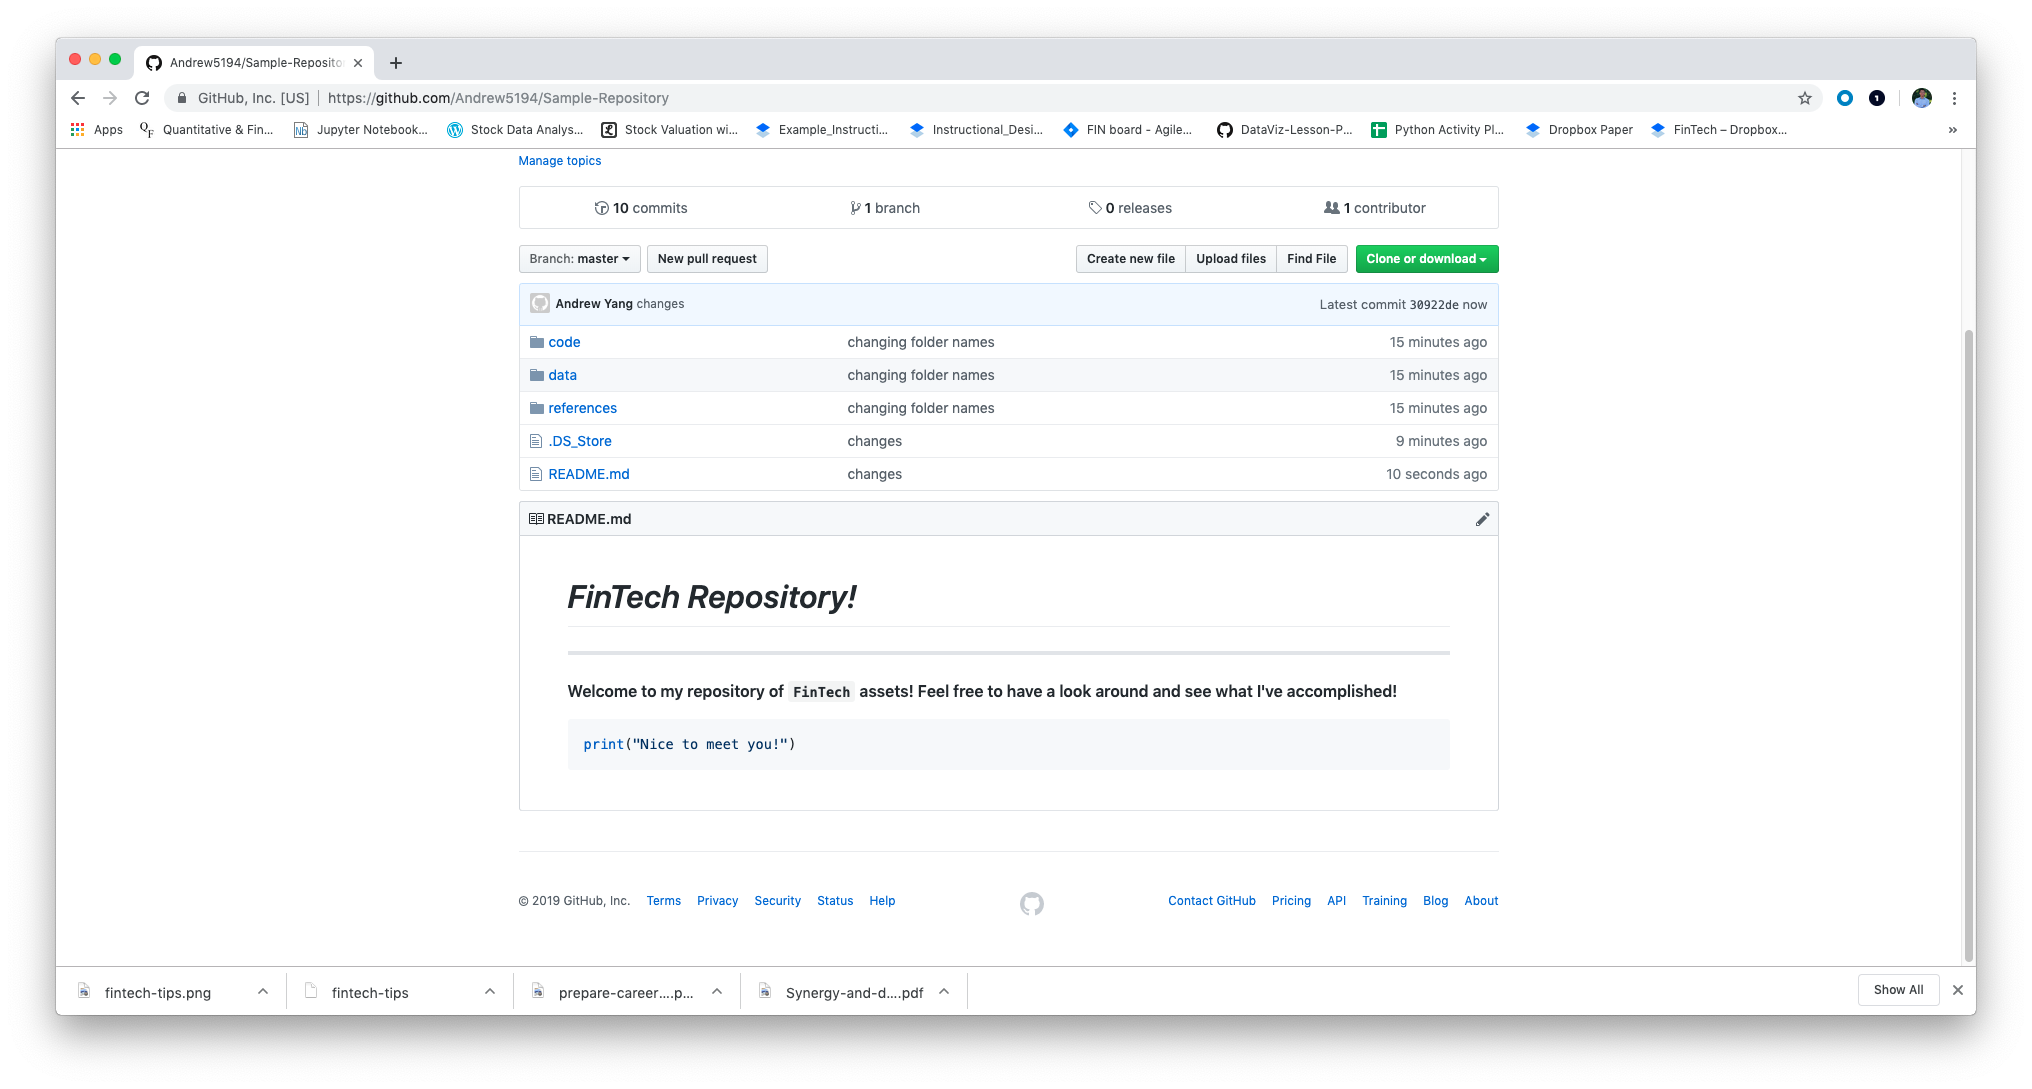 Andrew5194/Sample-Reposito
GitHub, Inc. [US] | https://github.com/Andrew5194/Sample-Repository
Apps Quantitative & Fin... Jupyter Notebook... Stock Data Analys... Stock Valuation wi... Example_Instructi... Instructional_Desi... FIN board - Agile... DataViz-Lesson-P... Python Activity Pl... Dropbox Paper FinTech – Dropbox... »
Manage topics
10 commits 1 branch 0 releases 1 contributor
Branch: master New pull request Create new file Upload files Find File Clone or download
Andrew Yang changes Latest commit 30922de now
code changing folder names 15 minutes ago
data changing folder names 15 minutes ago
references changing folder names 15 minutes ago
.DS_Store changes 9 minutes ago
README.md changes 10 seconds ago
README.md
FinTech Repository!
Welcome to my repository of FinTech assets! Feel free to have a look around and see what I've accomplished!
print("Nice to meet you!")
© 2019 GitHub, Inc. Terms Privacy Security Status Help Contact GitHub Pricing API Training Blog About
fintech-tips.png fintech-tips prepare-career....p... Synergy-and-d....pdf Show All